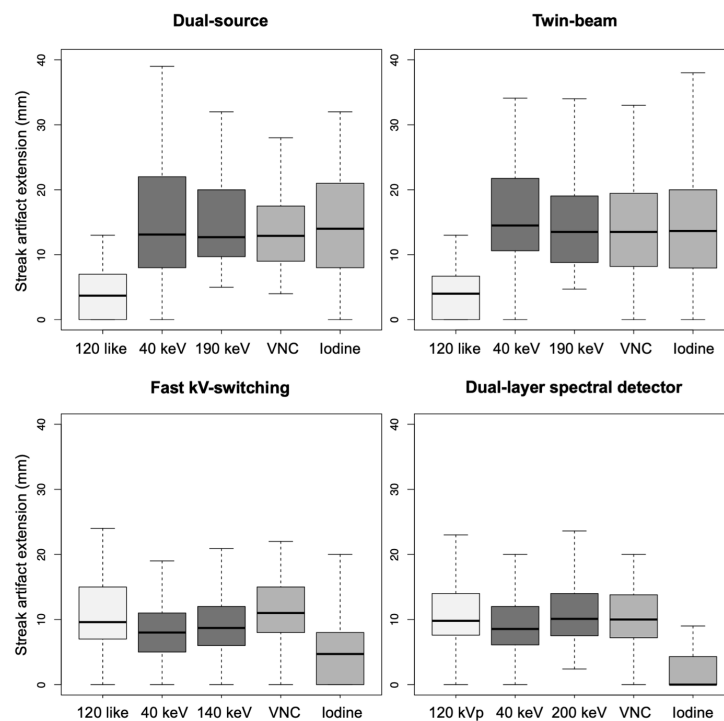 Dual-source
Twin-beam
Streak artifact extension (mm)
40
30
20
10
0
40
30
20
10
0
120 like 40 keV 190 keV VNC Iodine
120 like 40 keV 190 keV VNC Iodine
Fast kV-switching
Dual-layer spectral detector
Streak artifact extension (mm)
40
30
20
10
0
40
30
20
10
0
120 like 40 keV 140 keV VNC Iodine
120 kVp 40 keV 200 keV VNC Iodine